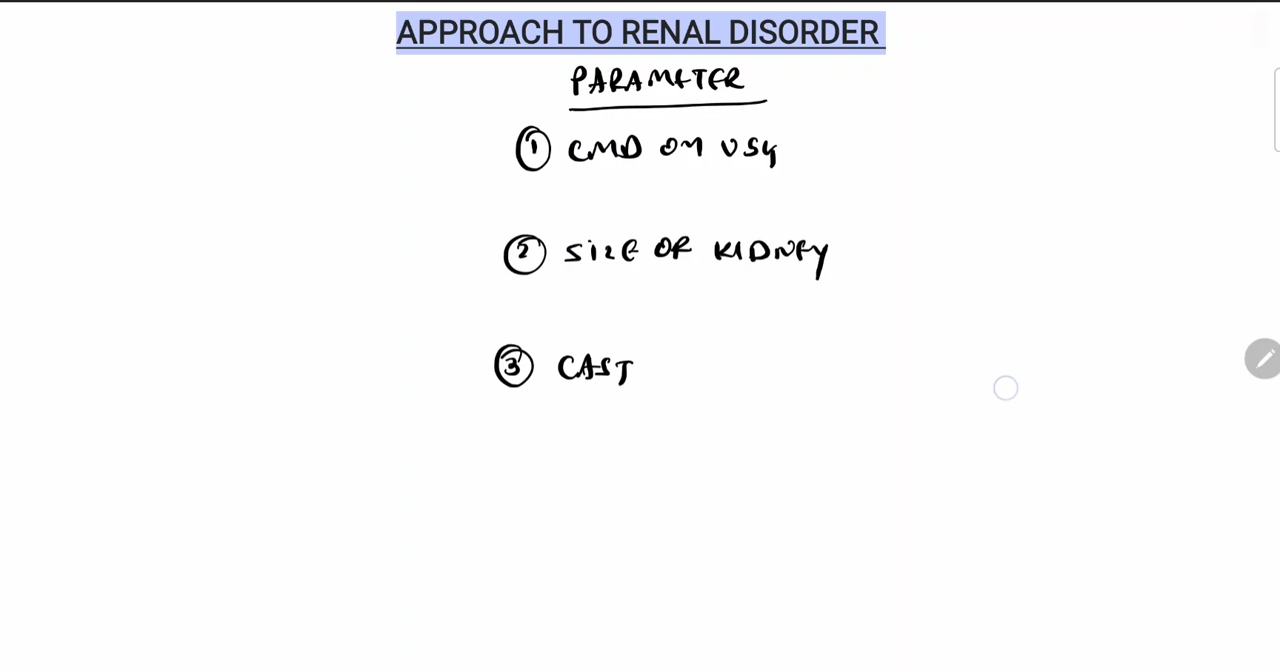 APPROACH TO RENAL DISORDER
PARAMETER
① CMD ON USG
② SIZE OF KIDNEY
③ CAST